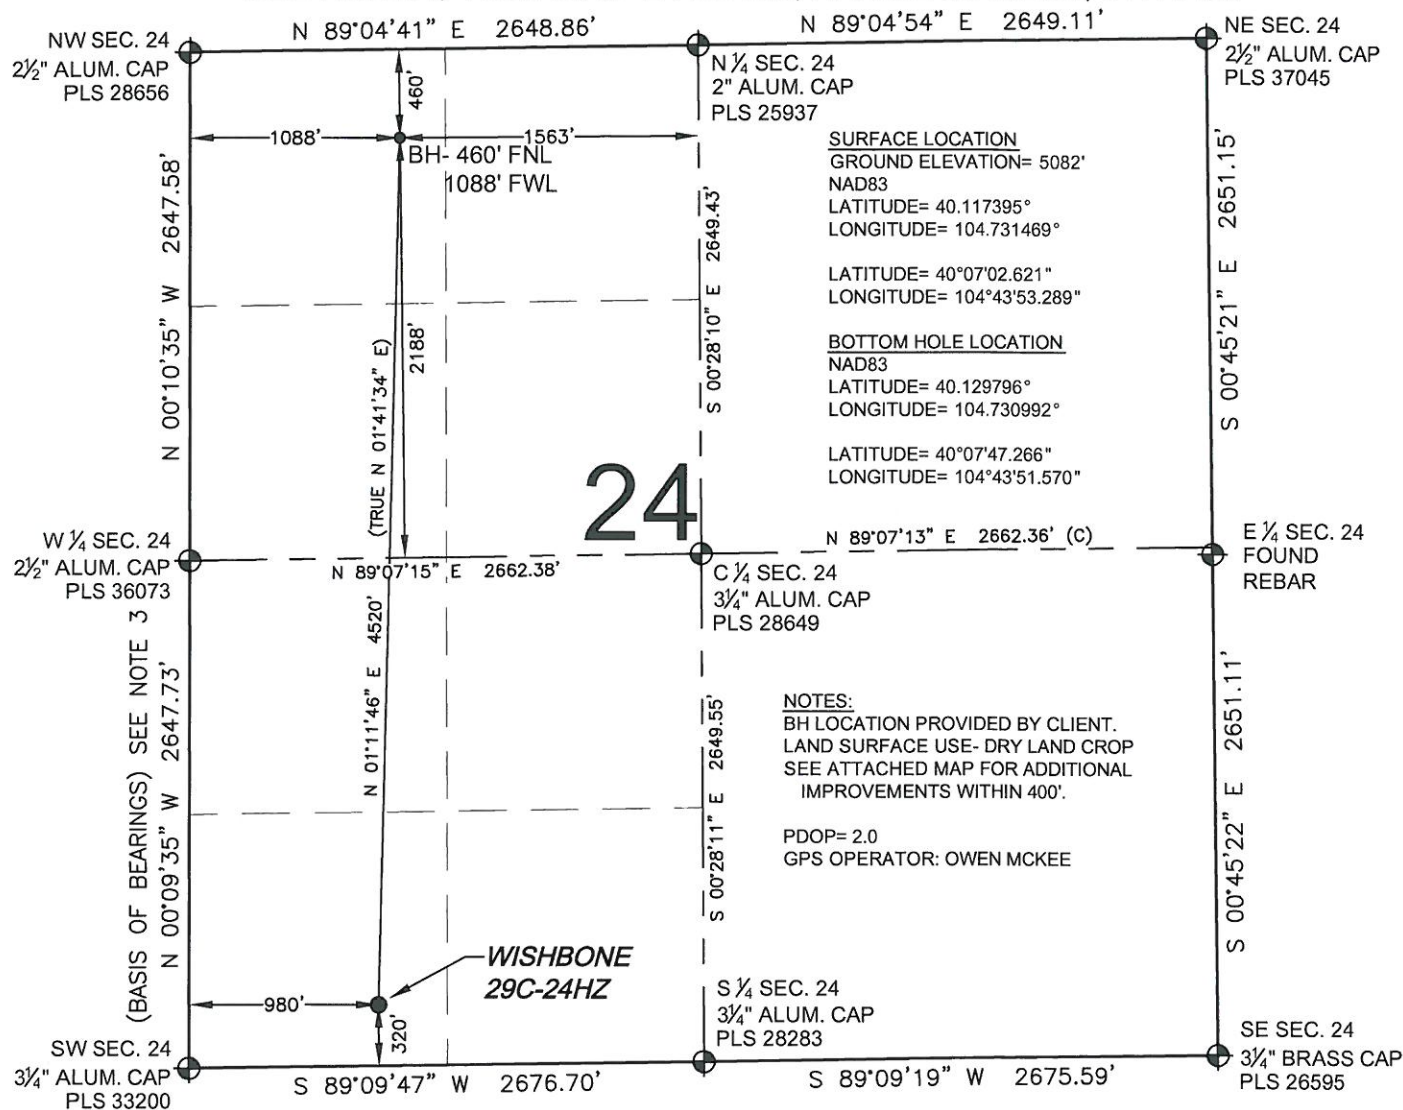 N 89°04'41" E 2648.86'
N 89°04'54" E 2649.11'
NW SEC. 24
2½" ALUM. CAP
PLS 28656
N ¼ SEC. 24
2" ALUM. CAP
PLS 25937
NE SEC. 24
2½" ALUM. CAP
PLS 37045
460'
1088'
1563'
BH- 460' FNL
1088' FWL
N 00°10'35" W 2647.58'
(TRUE N 01°41'34" E)
2188'
S 00°28'10" E 2649.43'
SURFACE LOCATION
GROUND ELEVATION= 5082'
NAD83
LATITUDE= 40.117395°
LONGITUDE= 104.731469°
LATITUDE= 40°07'02.621"
LONGITUDE= 104°43'53.289"
BOTTOM HOLE LOCATION
NAD83
LATITUDE= 40.129796°
LONGITUDE= 104.730992°
LATITUDE= 40°07'47.266"
LONGITUDE= 104°43'51.570"
S 00°45'21" E 2651.15'
24
W ¼ SEC. 24
2½" ALUM. CAP
PLS 36073
N 89°07'15" E 2662.38'
N 89°07'13" E 2662.36' (C)
C ¼ SEC. 24
3¼" ALUM. CAP
PLS 28649
E ¼ SEC. 24
FOUND
REBAR
(BASIS OF BEARINGS) SEE NOTE 3
N 00°09'35" W 2647.73'
N 01°11'46" E 4520'
S 00°28'11" E 2649.55'
NOTES:
BH LOCATION PROVIDED BY CLIENT.
LAND SURFACE USE- DRY LAND CROP
SEE ATTACHED MAP FOR ADDITIONAL
IMPROVEMENTS WITHIN 400'.
PDOP= 2.0
GPS OPERATOR: OWEN MCKEE
S 00°45'22" E 2651.11'
WISHBONE
29C-24HZ
980'
320'
SW SEC. 24
3¼" ALUM. CAP
PLS 33200
S 89°09'47" W 2676.70'
S ¼ SEC. 24
3¼" ALUM. CAP
PLS 28283
S 89°09'19" W 2675.59'
SE SEC. 24
3¼" BRASS CAP
PLS 26595